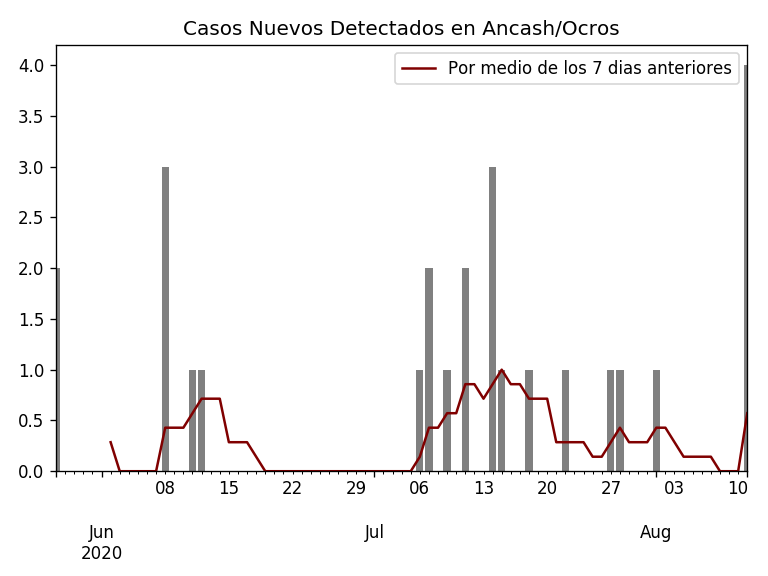 Casos Nuevos Detectados en Ancash/Ocros
Por medio de los 7 dias anteriores
4.0
3.5
3.0
2.5
2.0
1.5
1.0
0.5
0.0
08 15 22 29 06 13 20 27 03 10
Jun Jul Aug
2020